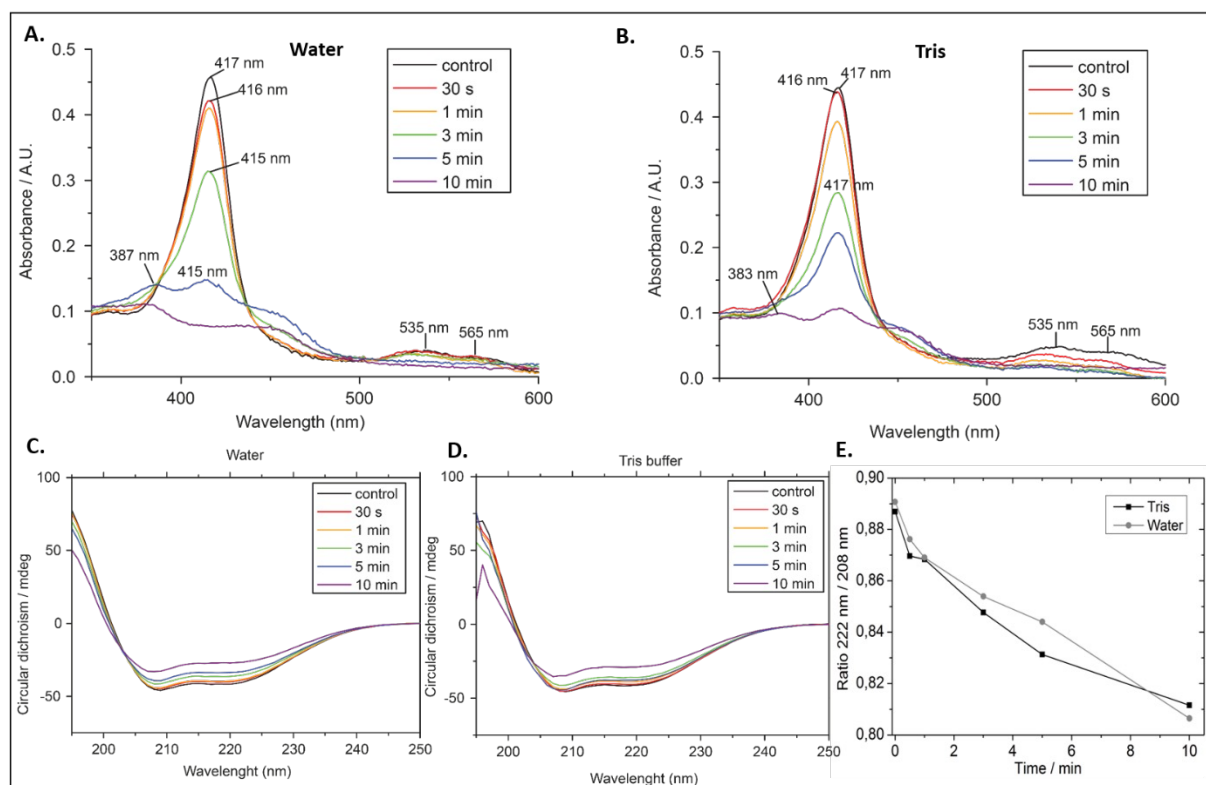 A.
Water
0.5
0.4
0.3
0.2
0.1
0.0
417 nm
416 nm
415 nm
387 nm
415 nm
535 nm
565 nm
control
30 s
1 min
3 min
5 min
10 min
400
500
600
Absorbance / A.U.
Wavelength (nm)
B.
Tris
0.5
0.4
0.3
0.2
0.1
0.0
416 nm
417 nm
417 nm
383 nm
535 nm
565 nm
control
30 s
1 min
3 min
5 min
10 min
400
500
600
Absorbance / A.U.
Wavelength (nm)
C.
Water
100
50
0
-50
control
30 s
1 min
3 min
5 min
10 min
200
210
220
230
240
250
Circular dichroism / mdeg
Wavelenght (nm)
D.
Tris buffer
100
50
0
-50
control
30 s
1 min
3 min
5 min
10 min
200
210
220
230
240
250
Circular dichroism / mdeg
Wavelenght (nm)
E.
0,90
0,88
0,86
0,84
0,82
0,80
Tris
Water
0
2
4
6
8
10
Ratio 222 nm / 208 nm
Time / min